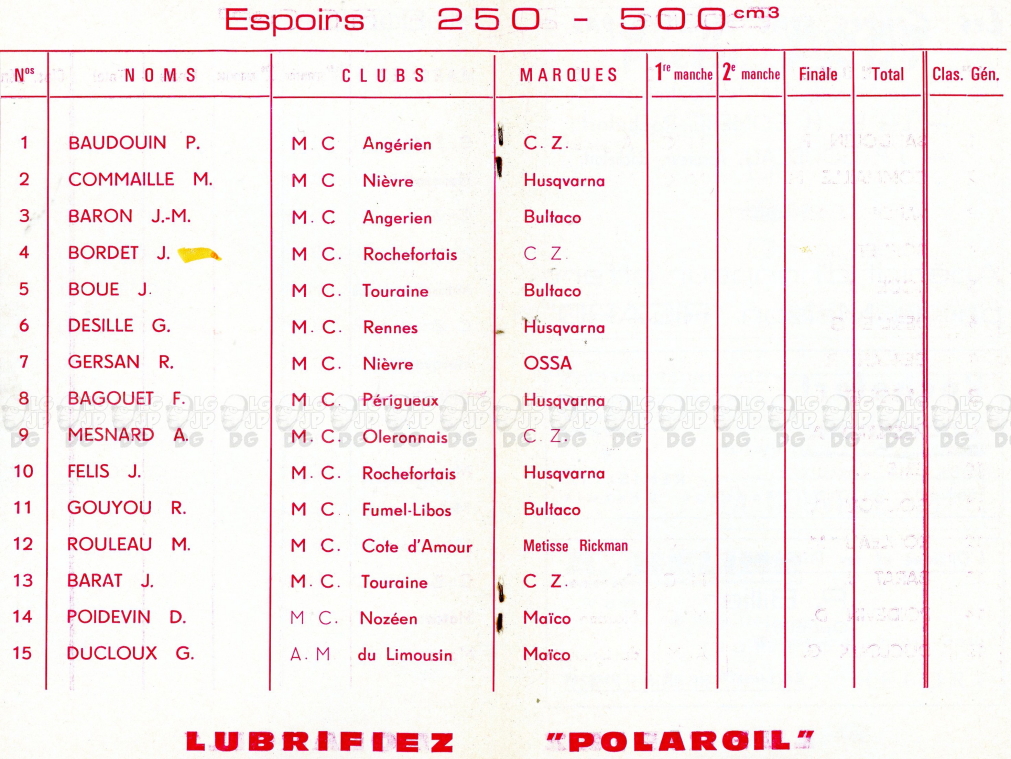 Espoirs 250 - 500cm3
Nos NOMS CLUBS MARQUES 1re manche 2e manche Finale Total Clas. Gén.
1 BAUDOUIN P. M. C Angérien C. Z.
2 COMMAILLE M. M C Nièvre Husqvarna
3 BARON J.-M. M. C Angerien Bultaco
4 BORDET J. M C. Rochefortais C Z.
5 BOUE J. M C. Touraine Bultaco
6 DESILLE G. M. C. Rennes Husqvarna
7 GERSAN R. M C. Nièvre OSSA
8 BAGOUET F. M C. Périgueux Husqvarna
9 MESNARD A. M. C. Oleronnais C. Z.
10 FELIS J. M. C. Rochefortais Husqvarna
11 GOUYOU R. M C. Fumel-Libos Bultaco
12 ROULEAU M. M C. Cote d'Amour Metisse Rickman
13 BARAT J. M. C. Touraine C Z.
14 POIDEVIN D. M C. Nozéen Maïco
15 DUCLOUX G. A. M du Limousin Maïco
LUBRIFIEZ "POLAROIL"